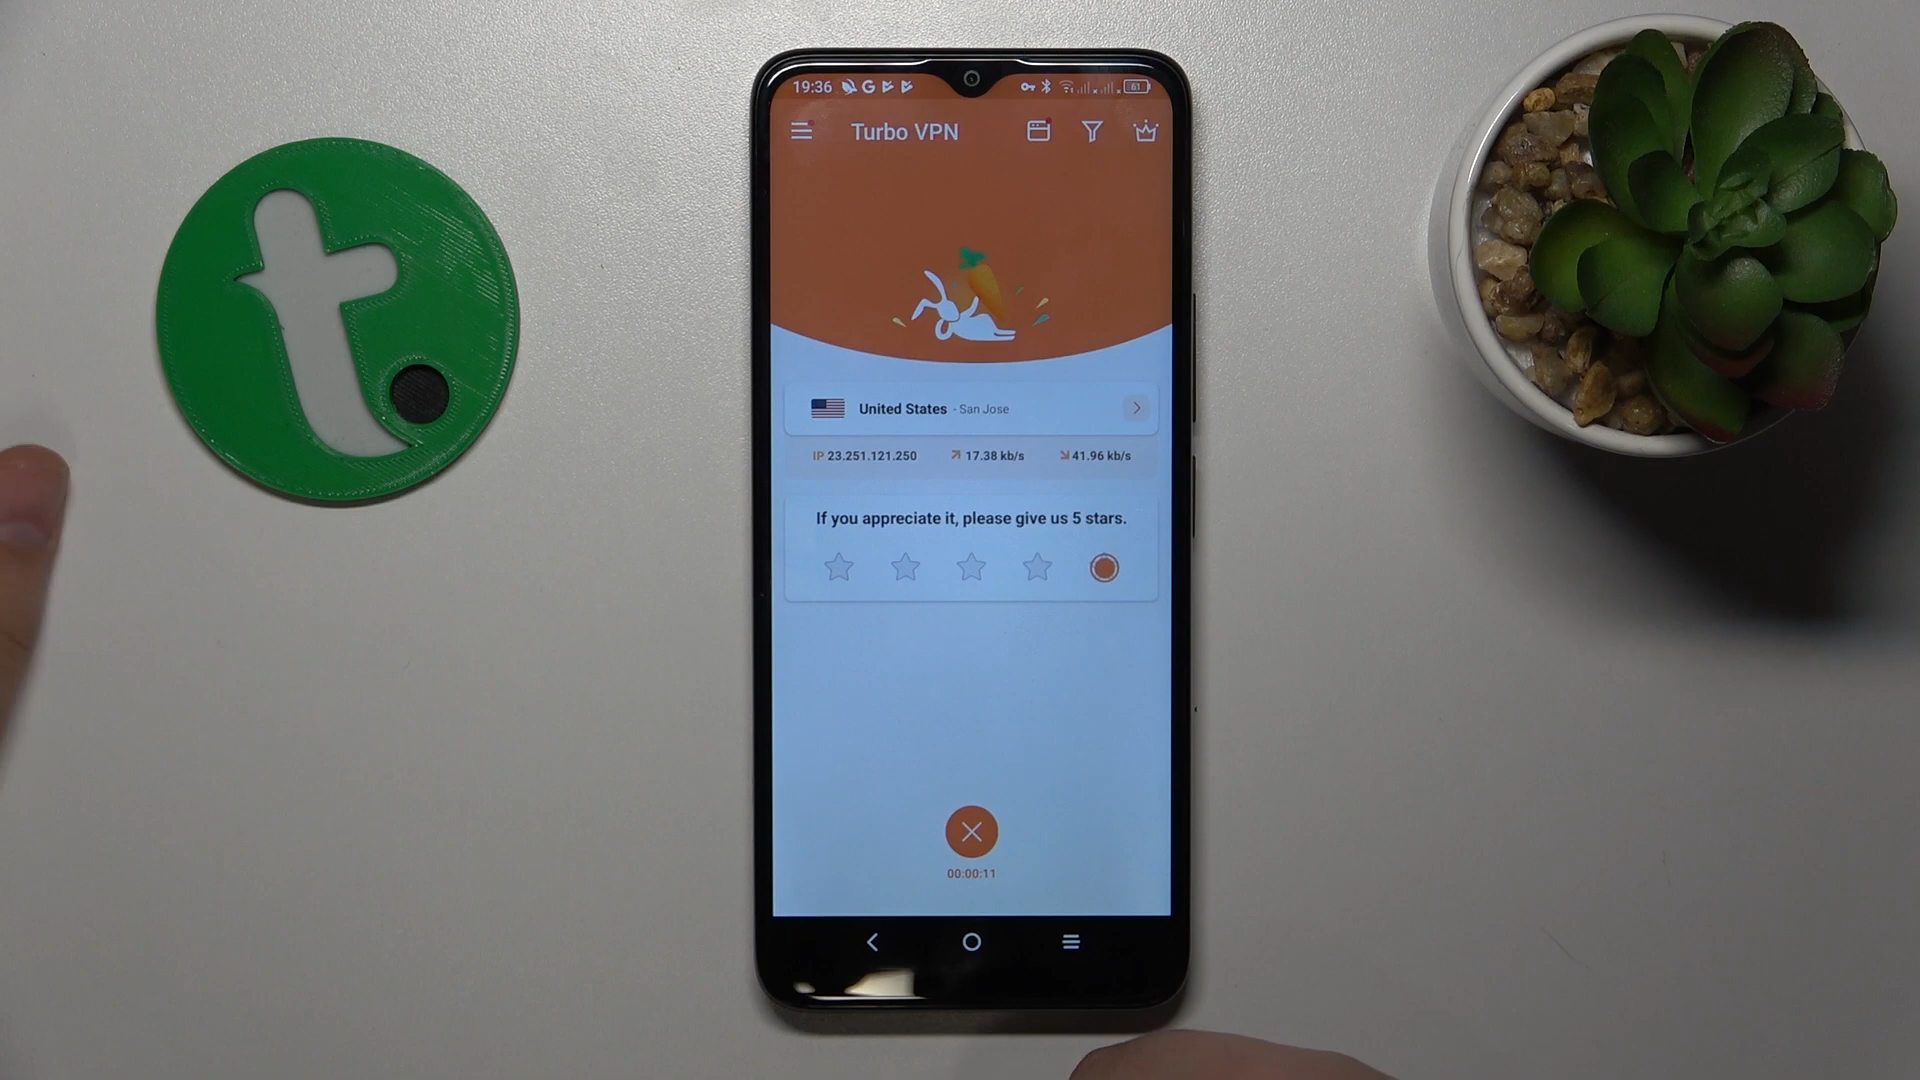 t.
19:36
61
Turbo VPN
United States - San Jose
IP 23.251.121.250 17.38 kb/s 41.96 kb/s
If you appreciate it, please give us 5 stars.
00:00:11